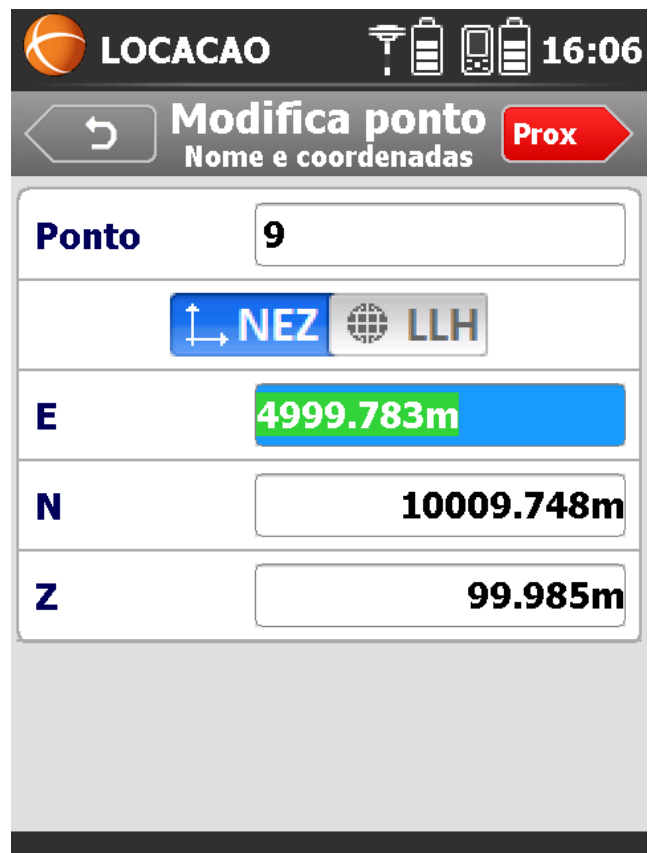 LOCACAO 16:06
Modifica ponto
Nome e coordenadas
Prox
Ponto 9
NEZ LLH
E 4999.783m
N 10009.748m
Z 99.985m